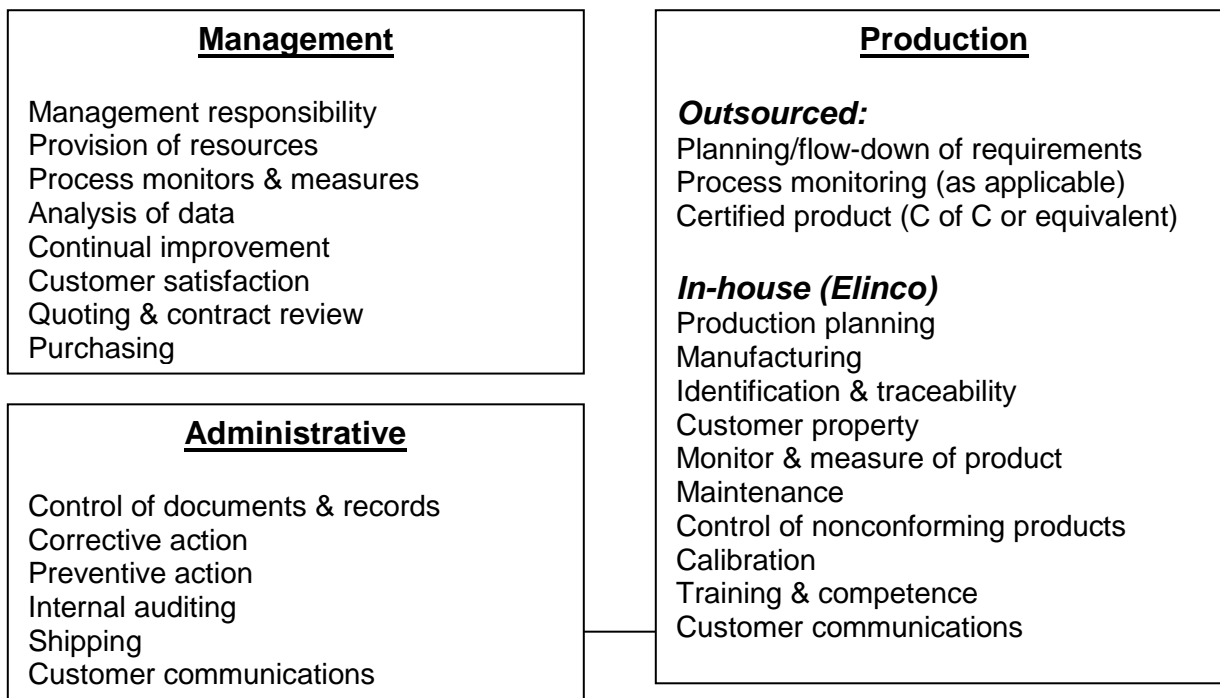 Management
Management responsibility
Provision of resources
Process monitors & measures
Analysis of data
Continual improvement
Customer satisfaction
Quoting & contract review
Purchasing
Administrative
Control of documents & records
Corrective action
Preventive action
Internal auditing
Shipping
Customer communications
Production
Outsourced:
Planning/flow-down of requirements
Process monitoring (as applicable)
Certified product (C of C or equivalent)
In-house (Elinco)
Production planning
Manufacturing
Identification & traceability
Customer property
Monitor & measure of product
Maintenance
Control of nonconforming products
Calibration
Training & competence
Customer communications